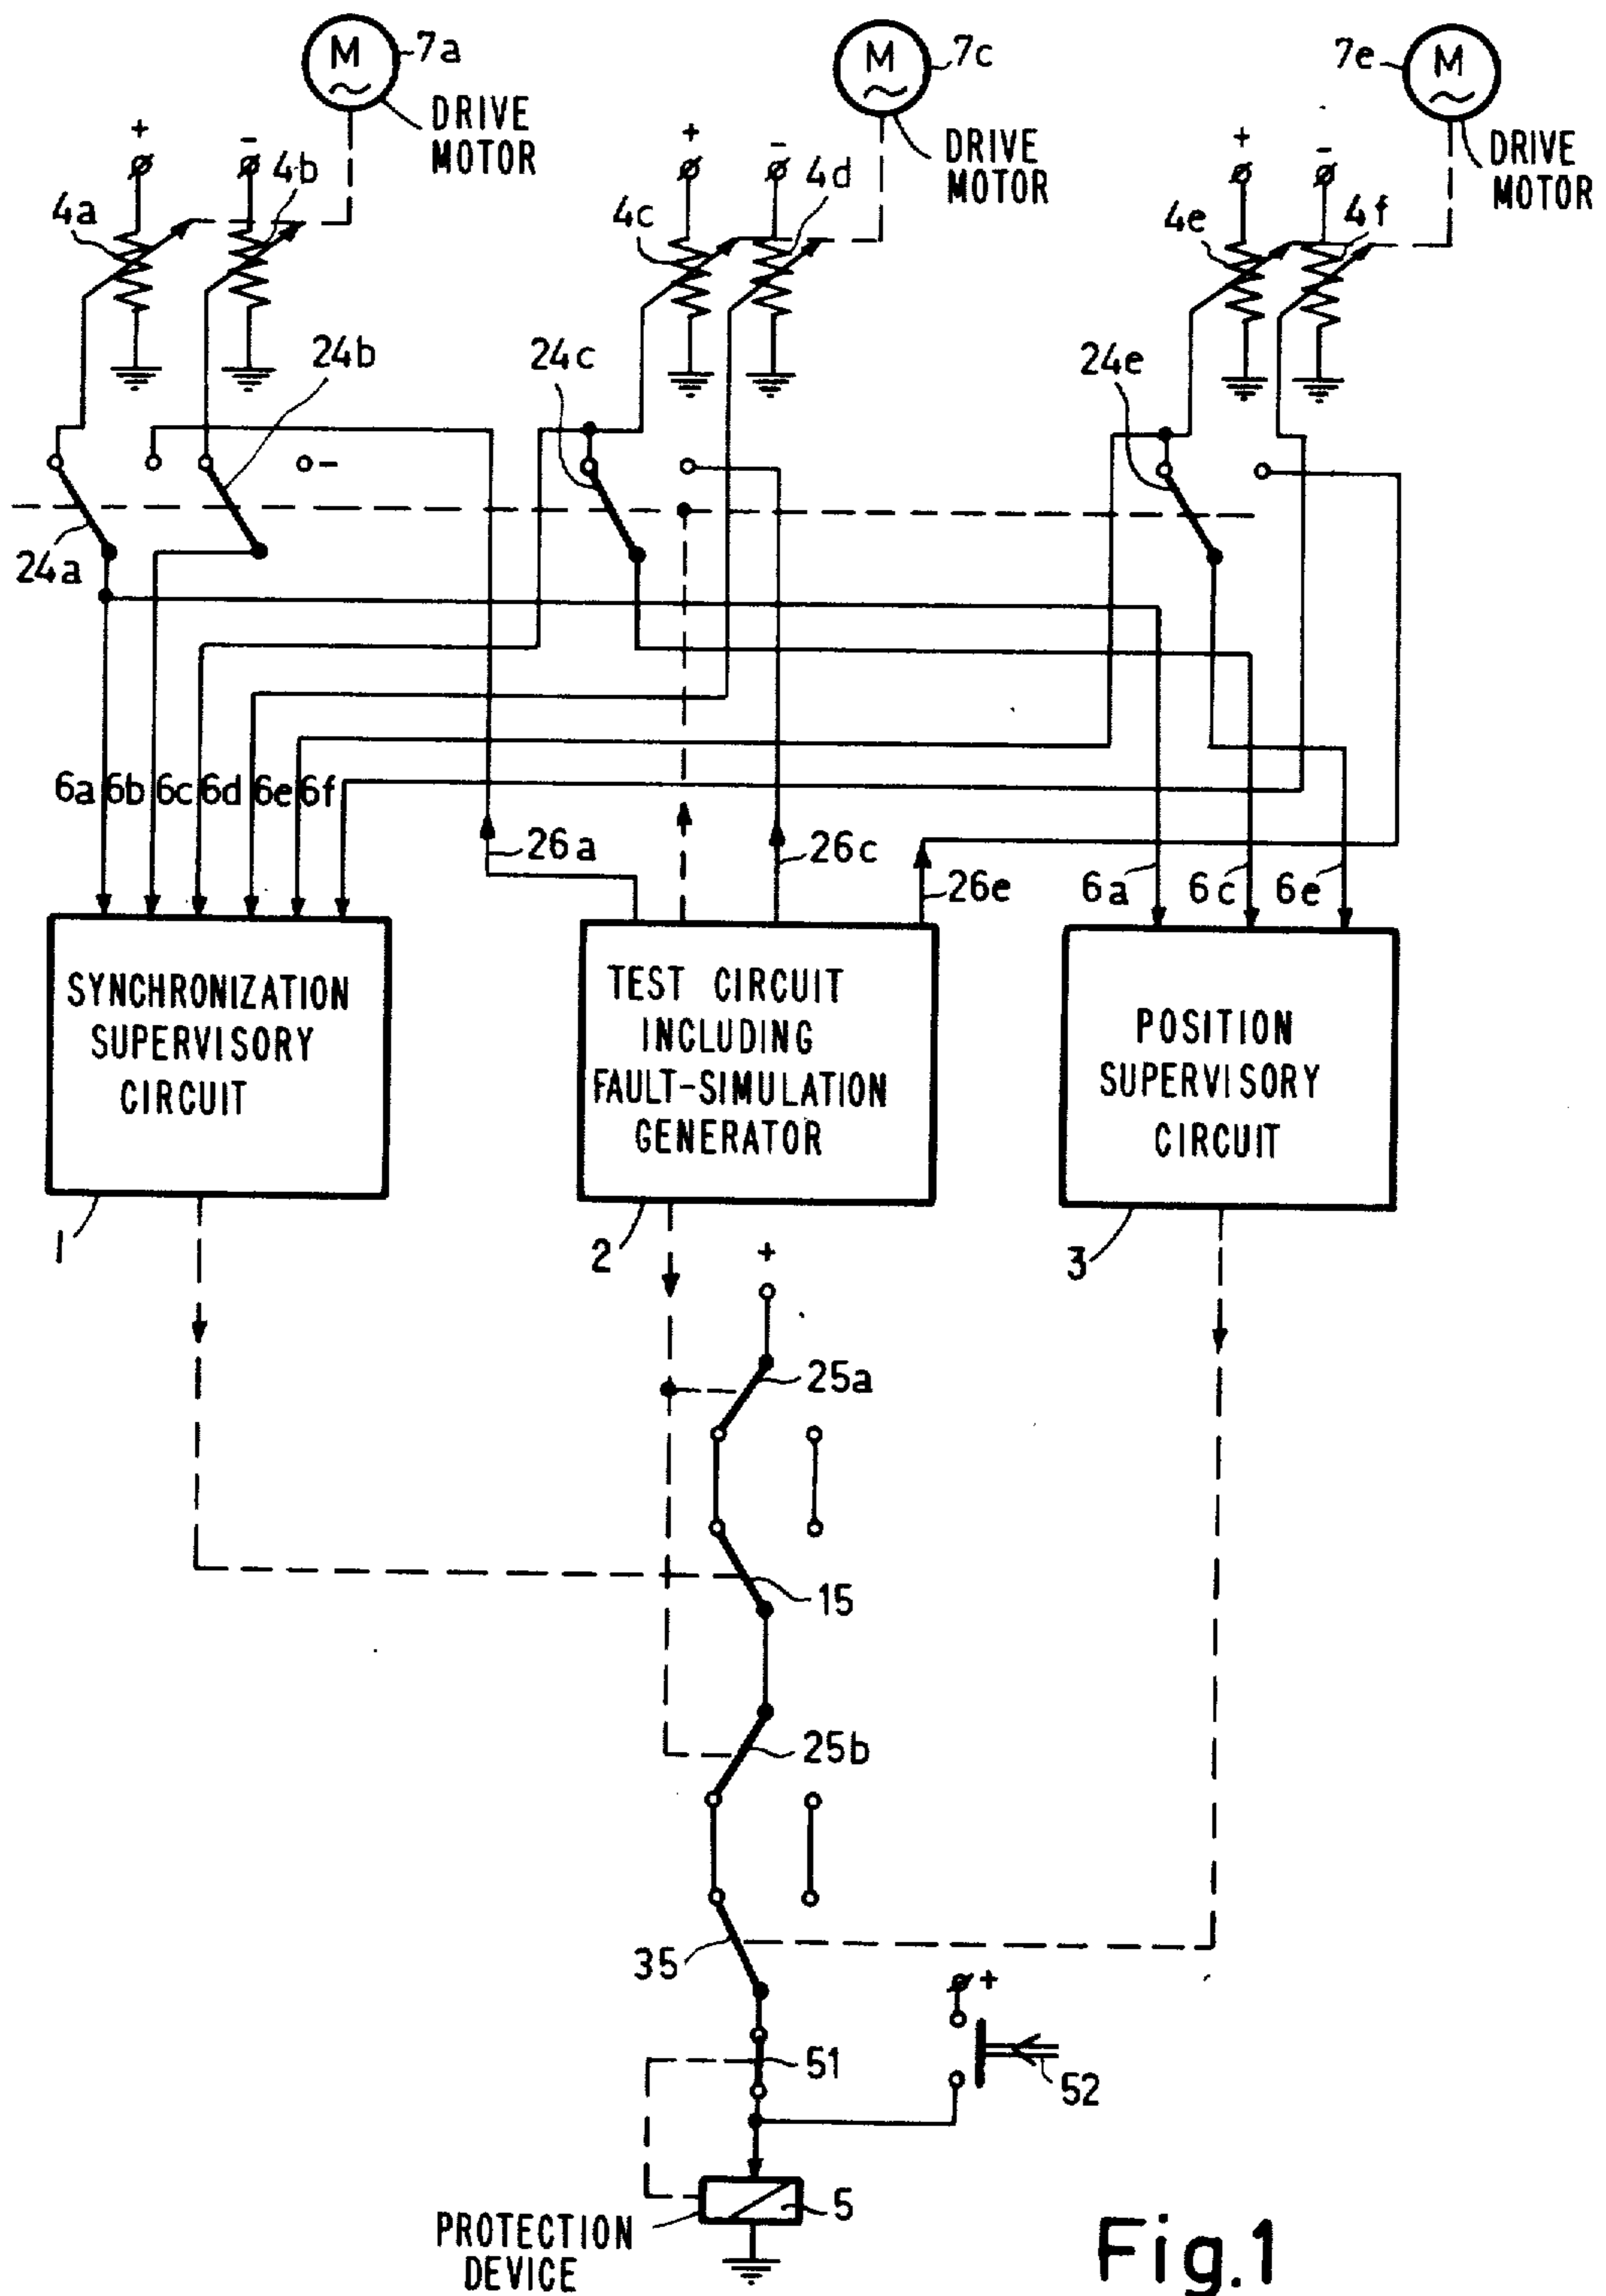 M 7a
DRIVE
MOTOR
M 7c
DRIVE
MOTOR
7e M
DRIVE
MOTOR
+ - + - + -
4a 4b 4c 4d 4e 4f
24b 24c 24e
-
24a
6a 6b 6c 6d 6e 6f
26a 26c 26e 6a 6c 6e
SYNCHRONIZATION
SUPERVISORY
CIRCUIT
TEST CIRCUIT
INCLUDING
FAULT-SIMULATION
GENERATOR
POSITION
SUPERVISORY
CIRCUIT
1 2 3
+
25a
15
25b
35
+
51
52
5
PROTECTION
DEVICE
Fig.1